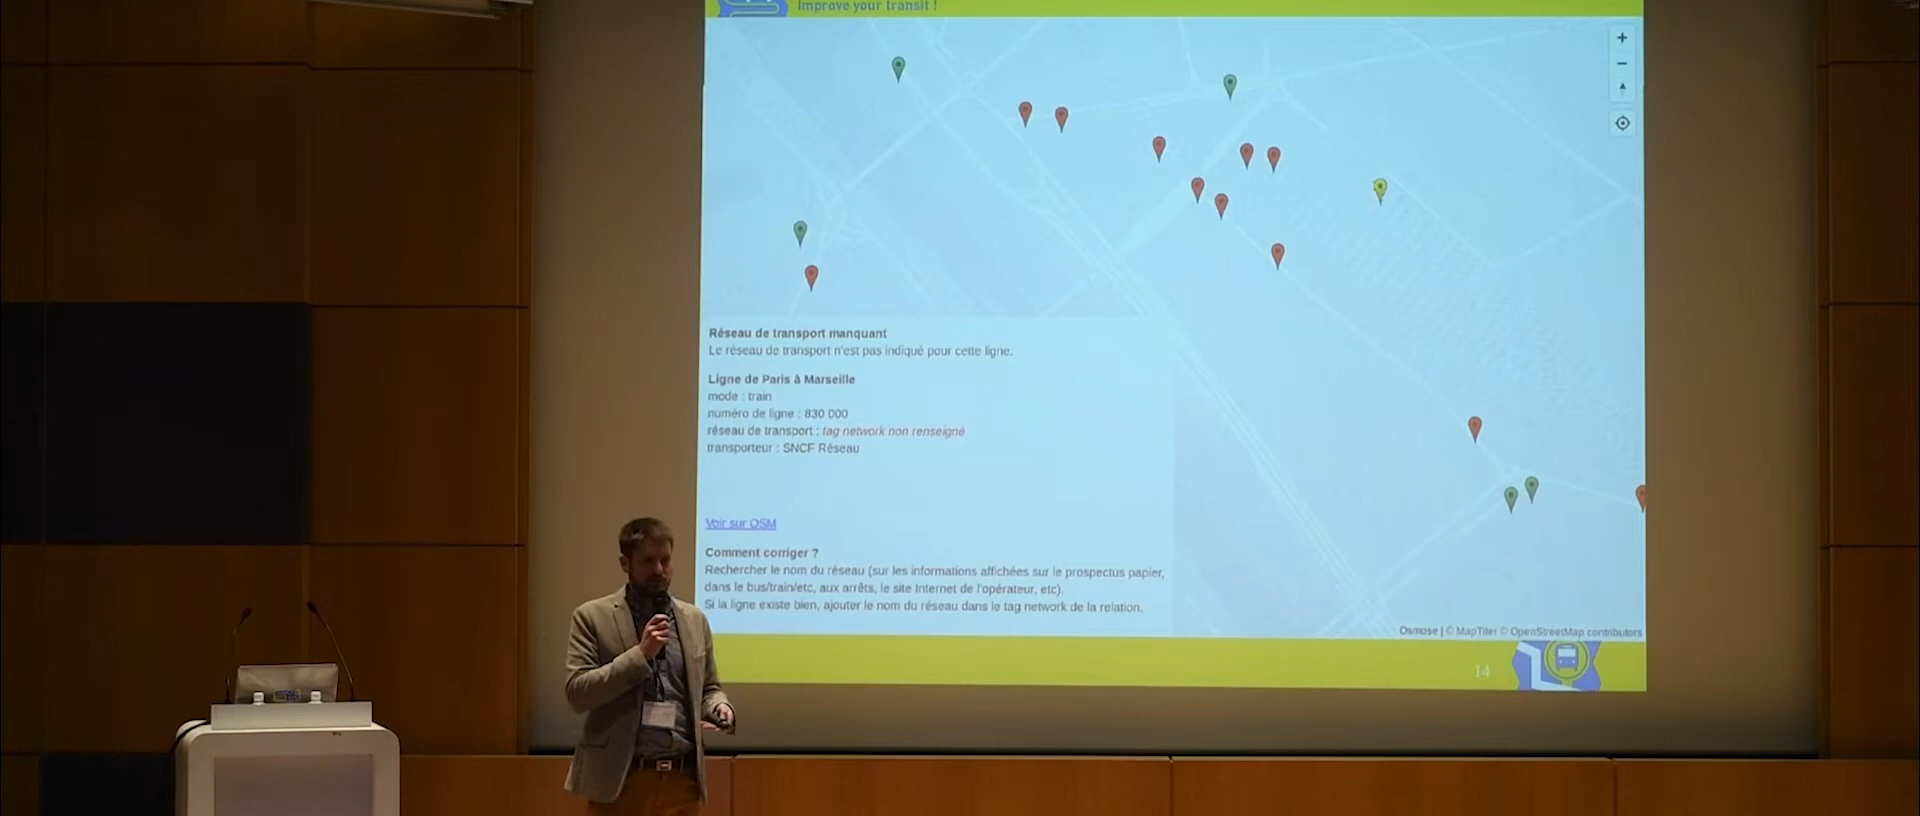 Improve your transit !
+
−
Réseau de transport manquant
Le réseau de transport n'est pas indiqué pour cette ligne.
Ligne de Paris à Marseille
mode : train
numéro de ligne : 830 000
réseau de transport : tag network non renseigné
transporteur : SNCF Réseau
Voir sur OSM
Comment corriger ?
Rechercher le nom du réseau (sur les informations affichées sur le prospectus papier,
dans le bus/train/etc, aux arrêts, le site Internet de l'opérateur, etc).
Si la ligne existe bien, ajouter le nom du réseau dans le tag network de la relation.
Osmose | © MapTiler © OpenStreetMap contributors
14